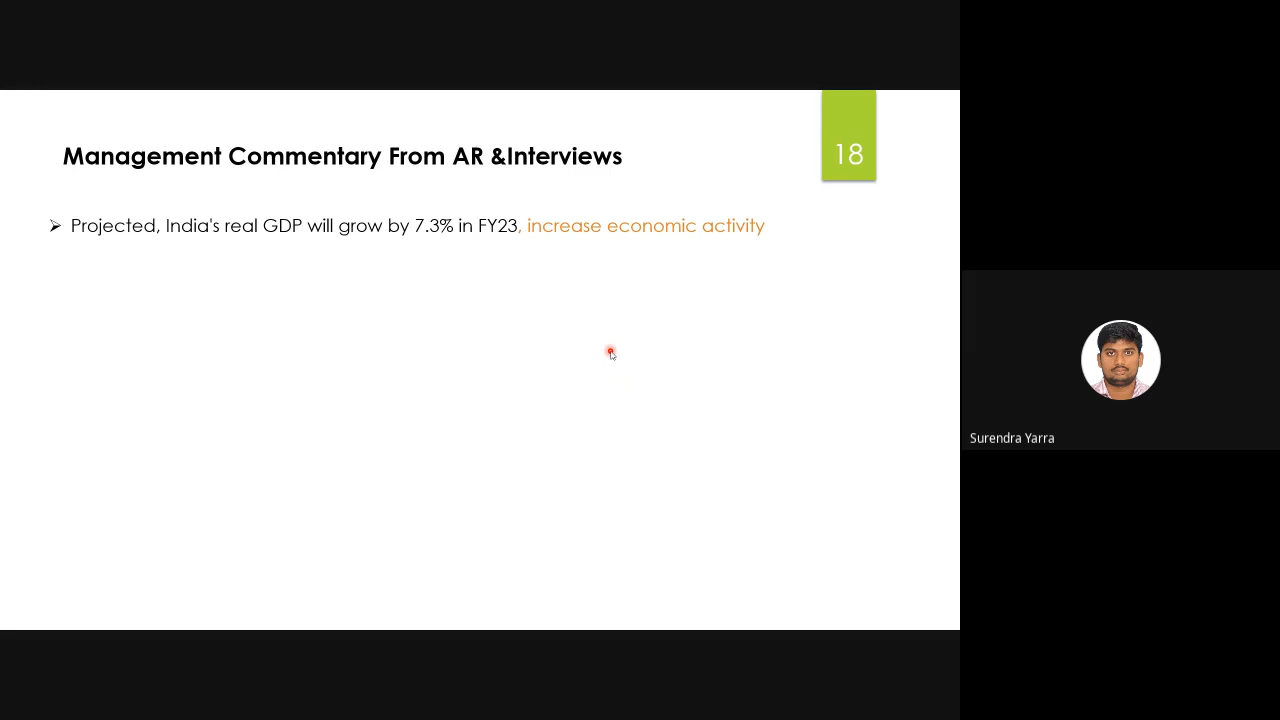 Management Commentary From AR &Interviews
18
Projected, India's real GDP will grow by 7.3% in FY23, increase economic activity
Surendra Yarra